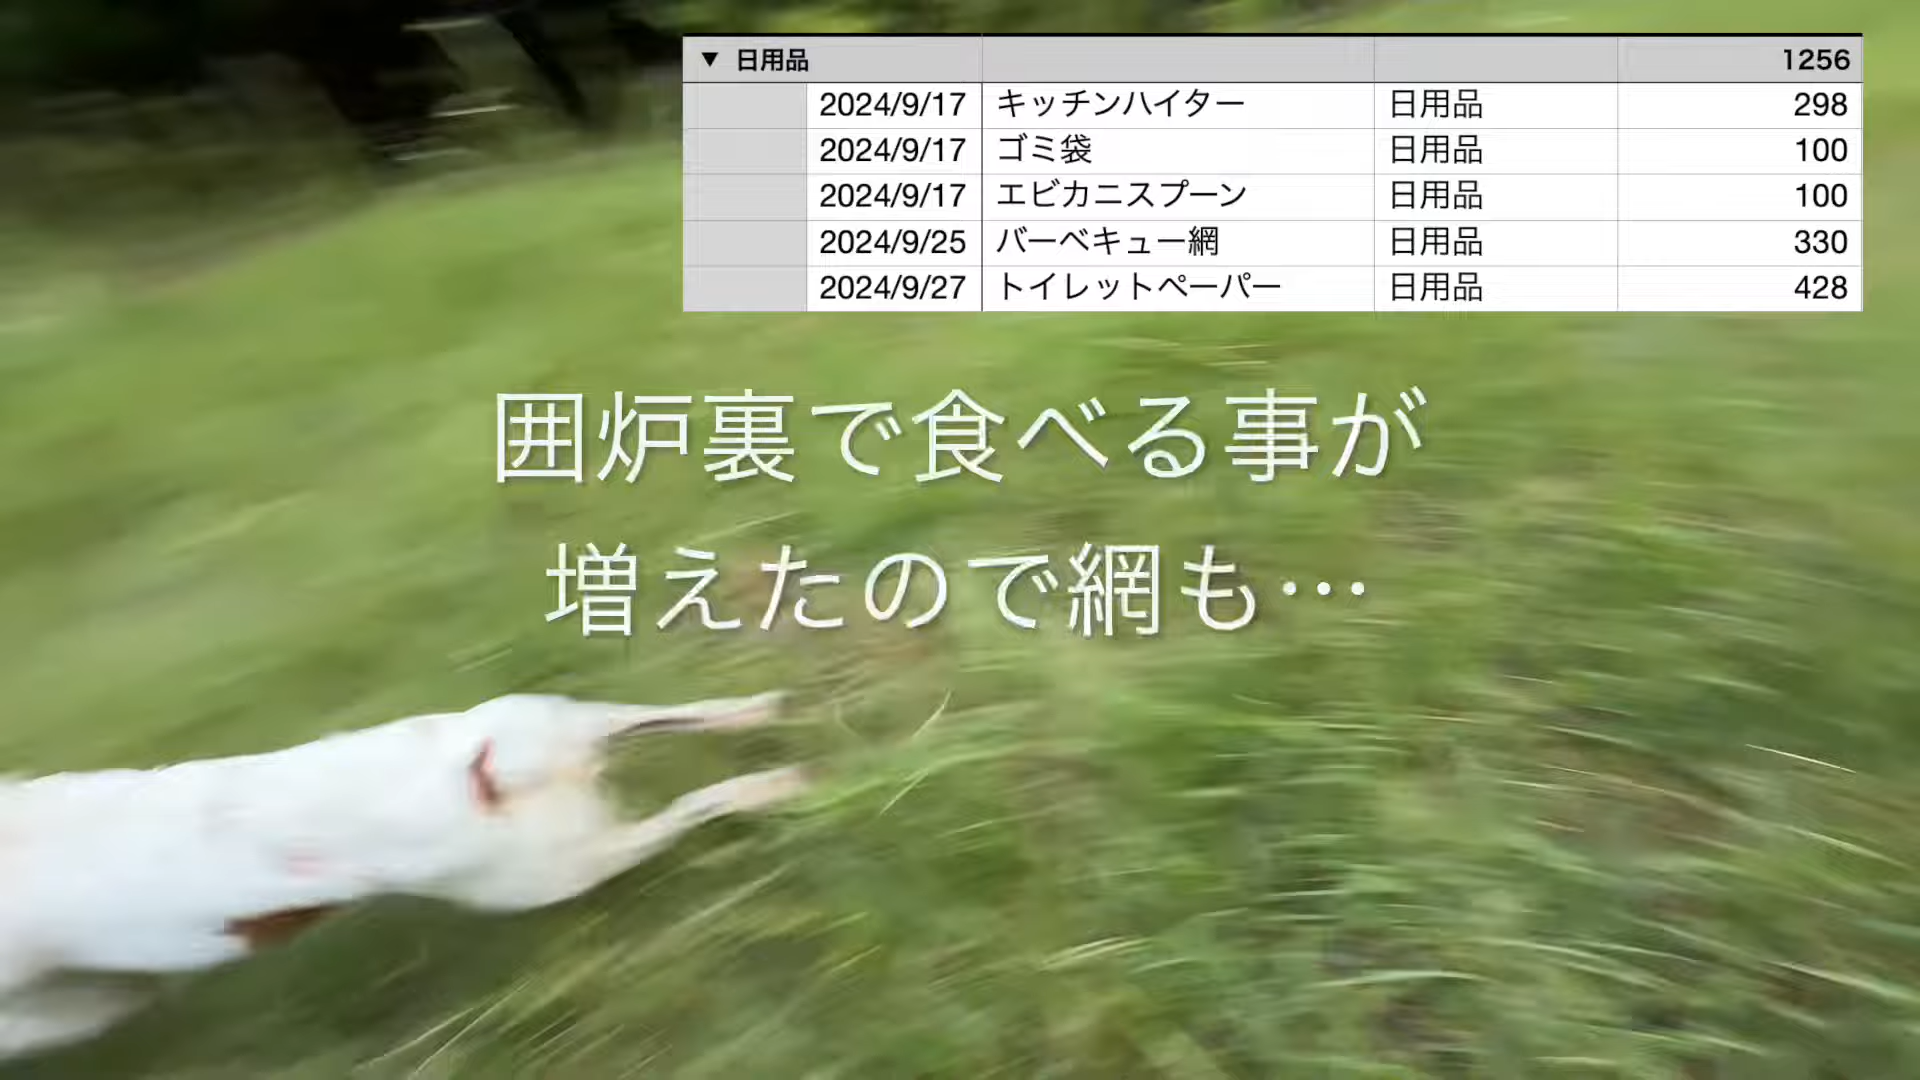 ▼ 日用品 1256
2024/9/17 キッチンハイター 日用品 298
2024/9/17 ゴミ袋 日用品 100
2024/9/17 エビカニスプーン 日用品 100
2024/9/25 バーベキュー網 日用品 330
2024/9/27 トイレットペーパー 日用品 428
囲炉裏で食べる事が
増えたので網も…